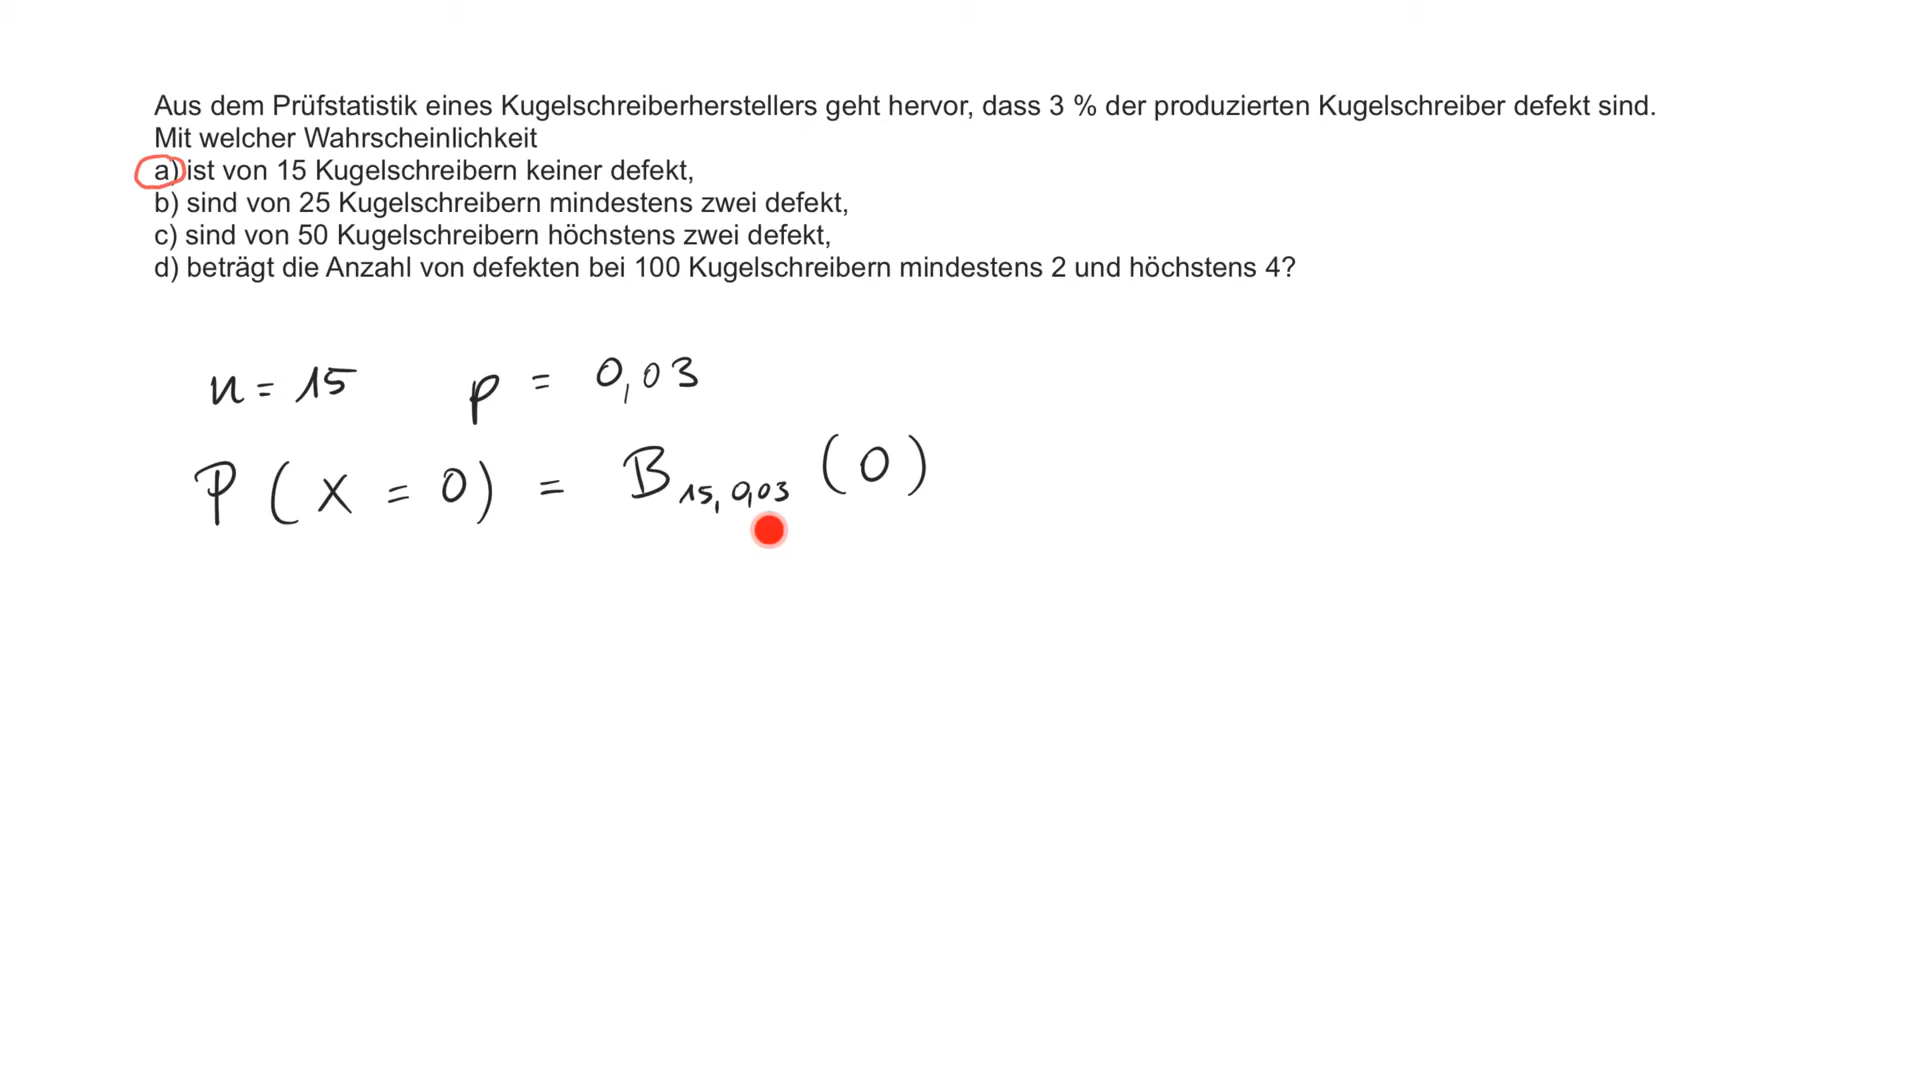 Aus dem Prüfstatistik eines Kugelschreiberherstellers geht hervor, dass 3 % der produzierten Kugelschreiber defekt sind.
Mit welcher Wahrscheinlichkeit
a) ist von 15 Kugelschreibern keiner defekt,
b) sind von 25 Kugelschreibern mindestens zwei defekt,
c) sind von 50 Kugelschreibern höchstens zwei defekt,
d) beträgt die Anzahl von defekten bei 100 Kugelschreibern mindestens 2 und höchstens 4?
n = 15 p = 0,03
P ( X = 0 ) = B 15, 0,03 ( 0 )